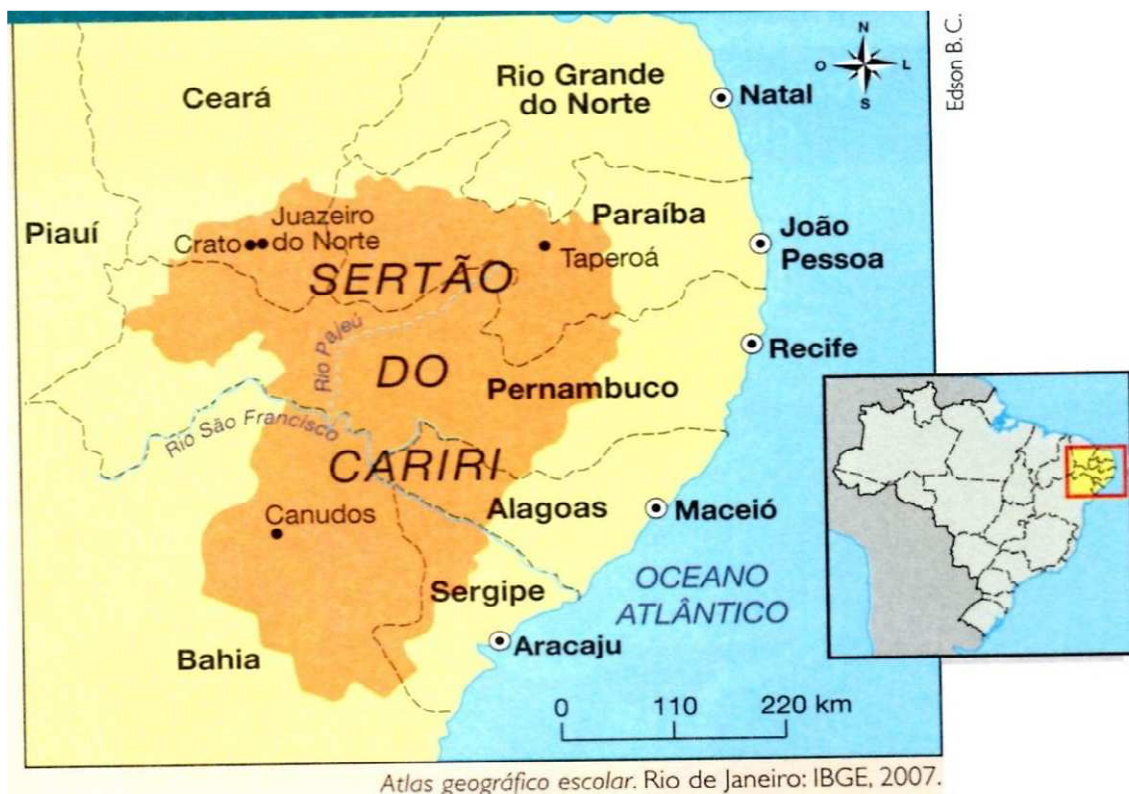 Edson B. C.
N
O
L
S
Ceará
Rio Grande
do Norte
Natal
Piauí
Crato
Juazeiro
do Norte
Paraíba
Taperoá
João
Pessoa
SERTÃO
Rio Pajeú
DO
Pernambuco
Recife
Rio São Francisco
CARIRI
Canudos
Alagoas
Maceió
Sergipe
OCEANO
ATLÂNTICO
Bahia
Aracaju
0 110 220 km
Atlas geográfico escolar. Rio de Janeiro: IBGE, 2007.